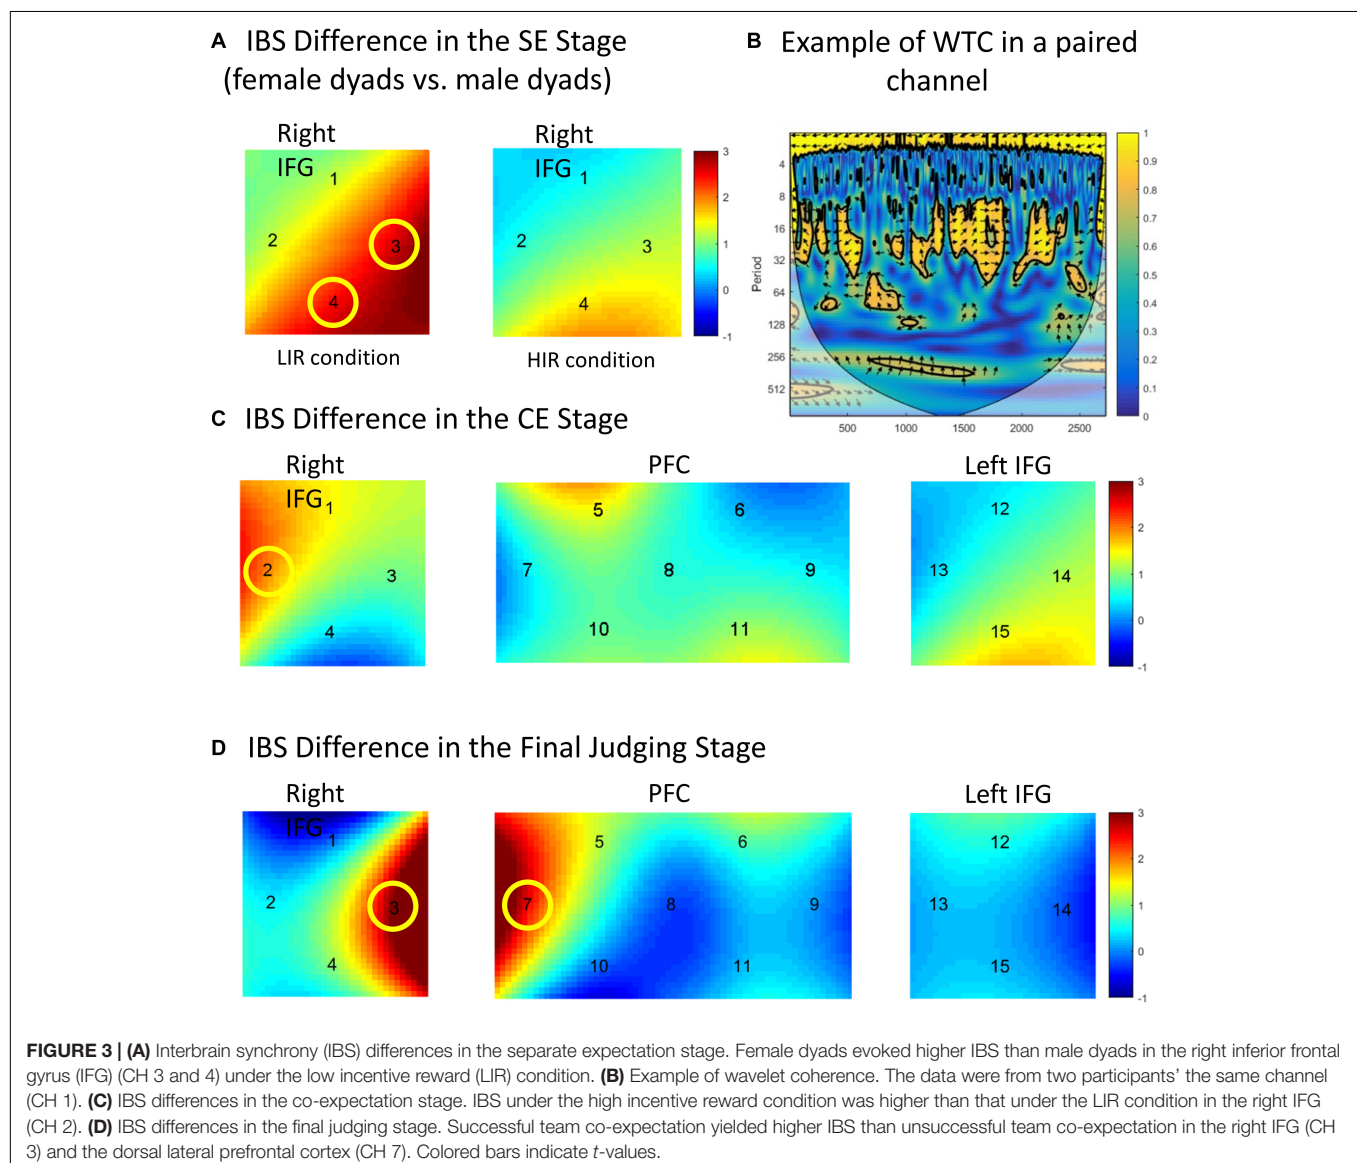 A IBS Difference in the SE Stage
(female dyads vs. male dyads)
B Example of WTC in a paired
channel
Right
IFG
1
2
3
4
LIR condition
Right
IFG
1
2
3
4
HIR condition
3
2
1
0
-1
Period
4
8
16
32
64
128
256
512
500
1000
1500
2000
2500
1
0.9
0.8
0.7
0.6
0.5
0.4
0.3
0.2
0.1
0
C IBS Difference in the CE Stage
Right
IFG
1
2
3
4
PFC
5
6
7
8
9
10
11
Left IFG
12
13
14
15
3
2
1
0
-1
D IBS Difference in the Final Judging Stage
Right
IFG
1
2
3
4
PFC
5
6
7
8
9
10
11
Left IFG
12
13
14
15
3
2
1
0
-1
FIGURE 3 | (A) Interbrain synchrony (IBS) differences in the separate expectation stage. Female dyads evoked higher IBS than male dyads in the right inferior frontal
gyrus (IFG) (CH 3 and 4) under the low incentive reward (LIR) condition. (B) Example of wavelet coherence. The data were from two participants’ the same channel
(CH 1). (C) IBS differences in the co-expectation stage. IBS under the high incentive reward condition was higher than that under the LIR condition in the right IFG
(CH 2). (D) IBS differences in the final judging stage. Successful team co-expectation yielded higher IBS than unsuccessful team co-expectation in the right IFG (CH
3) and the dorsal lateral prefrontal cortex (CH 7). Colored bars indicate t-values.